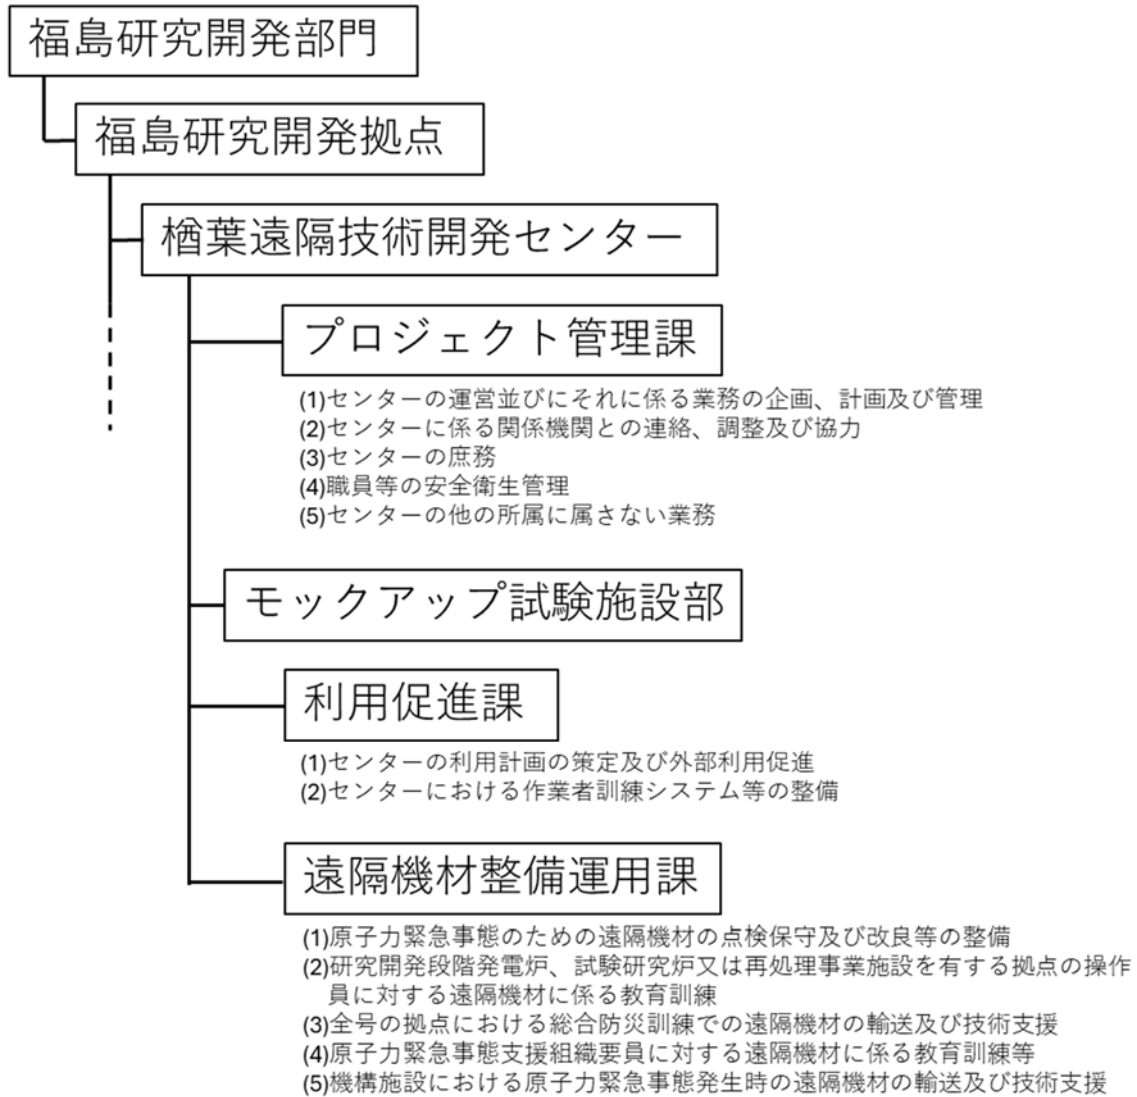 福島研究開発部門
福島研究開発拠点
楢葉遠隔技術開発センター
プロジェクト管理課
(1)センターの運営並びにそれに係る業務の企画、計画及び管理
(2)センターに係る関係機関との連絡、調整及び協力
(3)センターの庶務
(4)職員等の安全衛生管理
(5)センターの他の所属に属さない業務
モックアップ試験施設部
利用促進課
(1)センターの利用計画の策定及び外部利用促進
(2)センターにおける作業者訓練システム等の整備
遠隔機材整備運用課
(1)原子力緊急事態のための遠隔機材の点検保守及び改良等の整備
(2)研究開発段階発電炉、試験研究炉又は再処理事業施設を有する拠点の操作
員に対する遠隔機材に係る教育訓練
(3)全号の拠点における総合防災訓練での遠隔機材の輸送及び技術支援
(4)原子力緊急事態支援組織要員に対する遠隔機材に係る教育訓練等
(5)機構施設における原子力緊急事態発生時の遠隔機材の輸送及び技術支援